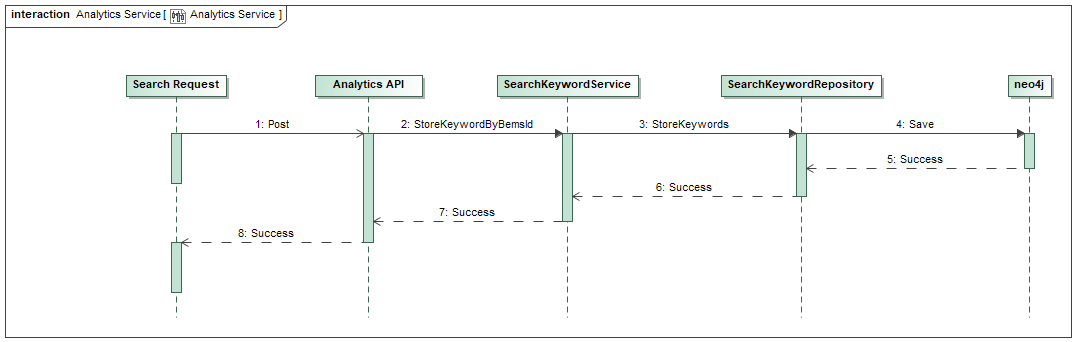 interaction Analytics Service [ Analytics Service ]
Search Request
Analytics API
SearchKeywordService
SearchKeywordRepository
neo4j
1: Post
2: StoreKeywordByBemsId
3: StoreKeywords
4: Save
5: Success
6: Success
7: Success
8: Success